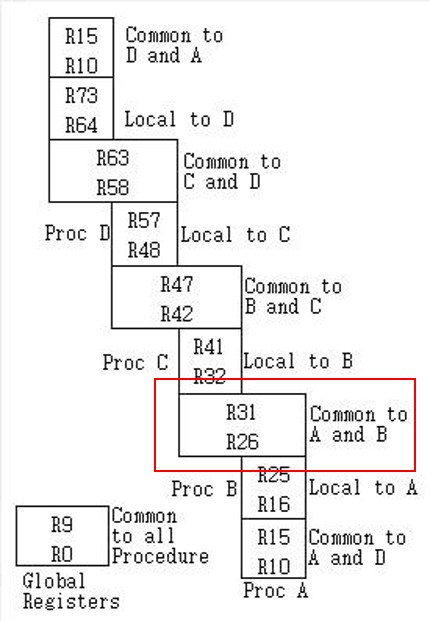 R15
R10
Common to
D and A
R73
R64
Local to D
R63
R58
Common to
C and D
Proc D
R57
R48
Local to C
R47
R42
Common to
B and C
Proc C
R41
R32
Local to B
R31
R26
Common to
A and B
Proc B
R25
R16
Local to A
R15
R10
Common to
A and D
Proc A
R9
R0
Common
to all
Procedure
Global
Registers